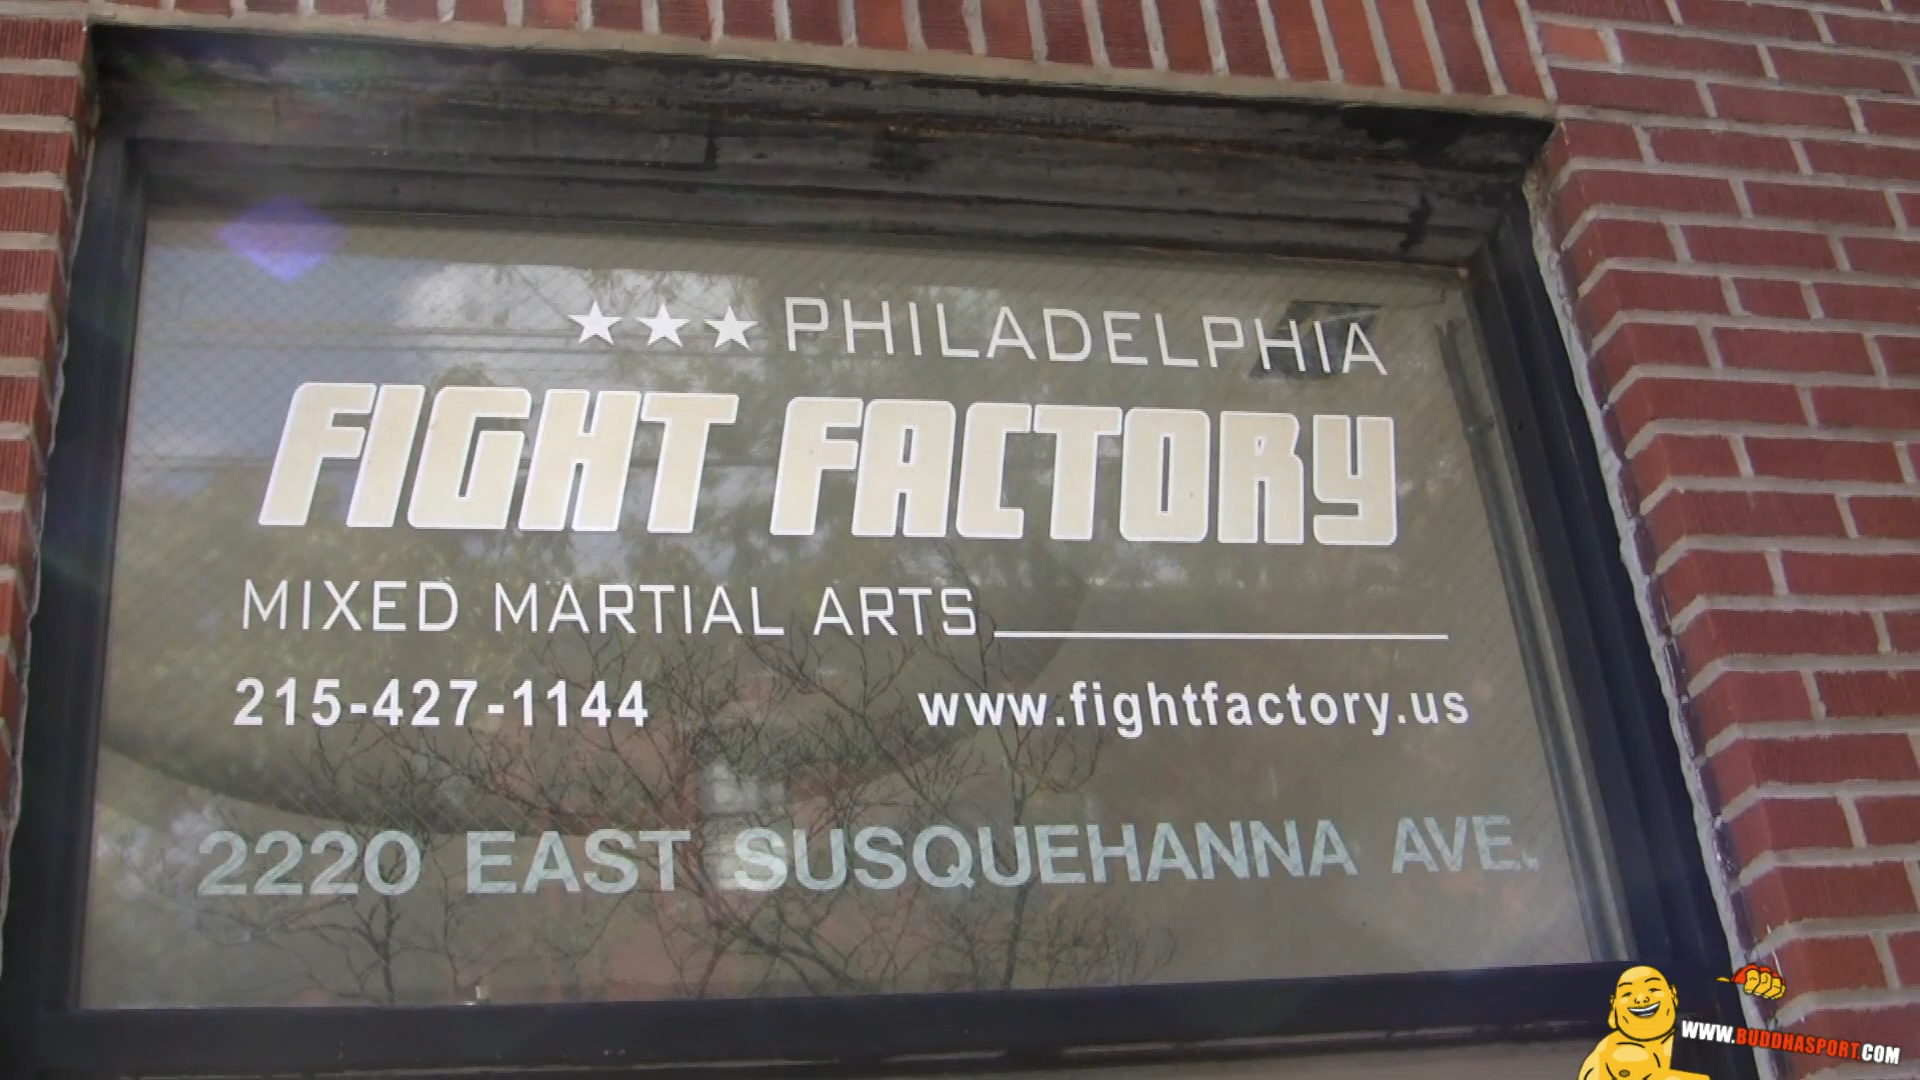 ★★★ PHILADELPHIA
FIGHT FACTORY
MIXED MARTIAL ARTS
215-427-1144 www.fightfactory.us
2220 EAST SUSQUEHANNA AVE.
WWW.BUDDHASPORT.COM